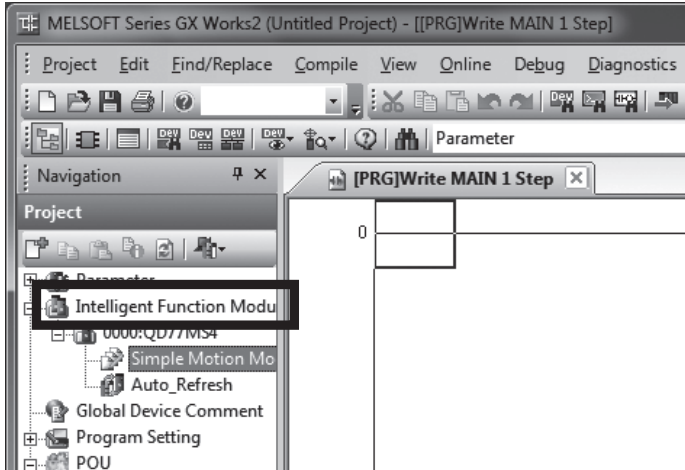 MELSOFT Series GX Works2 (Untitled Project) - [[PRG]Write MAIN 1 Step]
Project Edit Find/Replace Compile View Online Debug Diagnostics
Parameter
Navigation
[PRG]Write MAIN 1 Step
Project
0
Parameter
Intelligent Function Modu
0000:QD77MS4
Simple Motion Mo
Auto_Refresh
Global Device Comment
Program Setting
POU